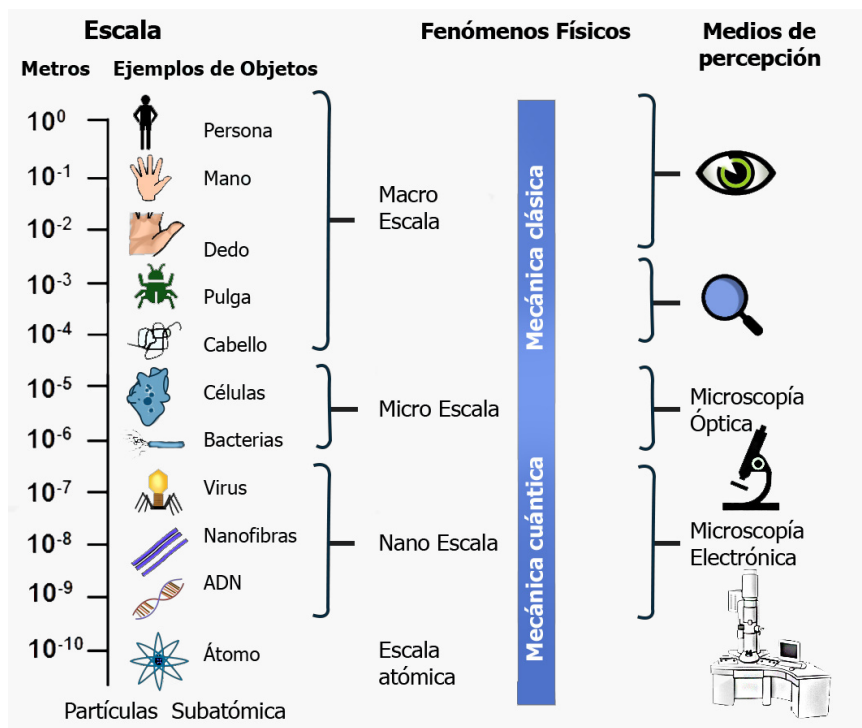 Escala
Fenómenos Físicos
Medios de
percepción
Metros
Ejemplos de Objetos
10⁰
Persona
10⁻¹
Mano
10⁻²
Dedo
10⁻³
Pulga
10⁻⁴
Cabello
10⁻⁵
Células
10⁻⁶
Bacterias
10⁻⁷
Virus
10⁻⁸
Nanofibras
10⁻⁹
ADN
10⁻¹⁰
Átomo
Partículas Subatómica
Macro
Escala
Micro Escala
Nano Escala
Escala
atómica
Mecánica clásica
Mecánica cuántica
Microscopía
Óptica
Microscopía
Electrónica